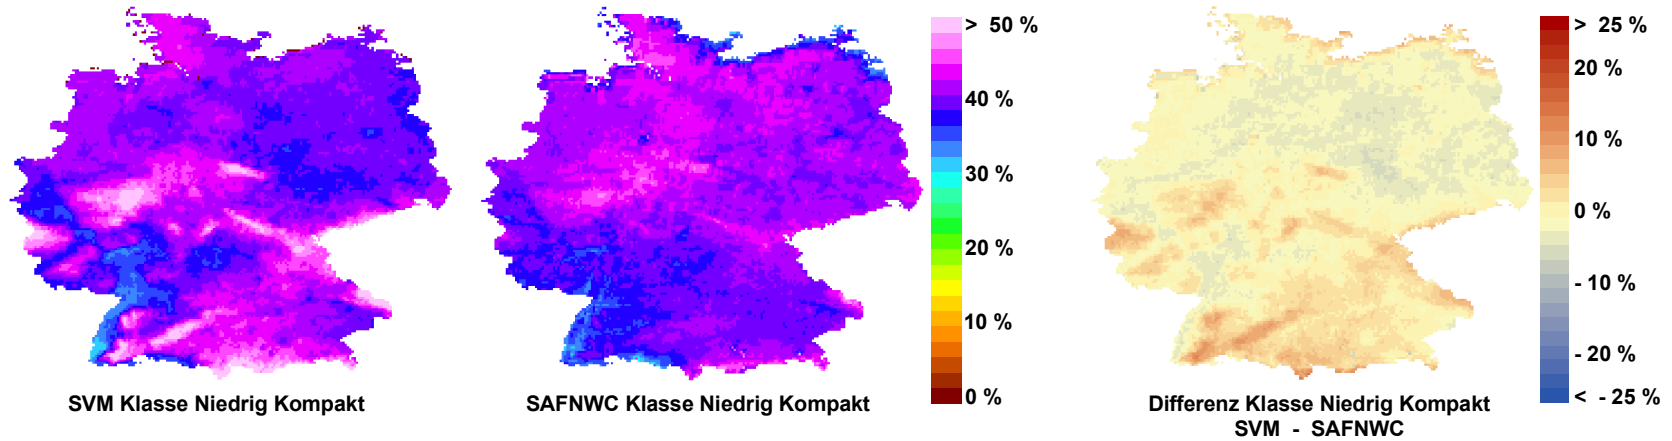 > 50 %
40 %
30 %
20 %
10 %
0 %
> 25 %
20 %
10 %
0 %
- 10 %
- 20 %
< - 25 %
SVM Klasse Niedrig Kompakt
SAFNWC Klasse Niedrig Kompakt
Differenz Klasse Niedrig Kompakt
SVM - SAFNWC